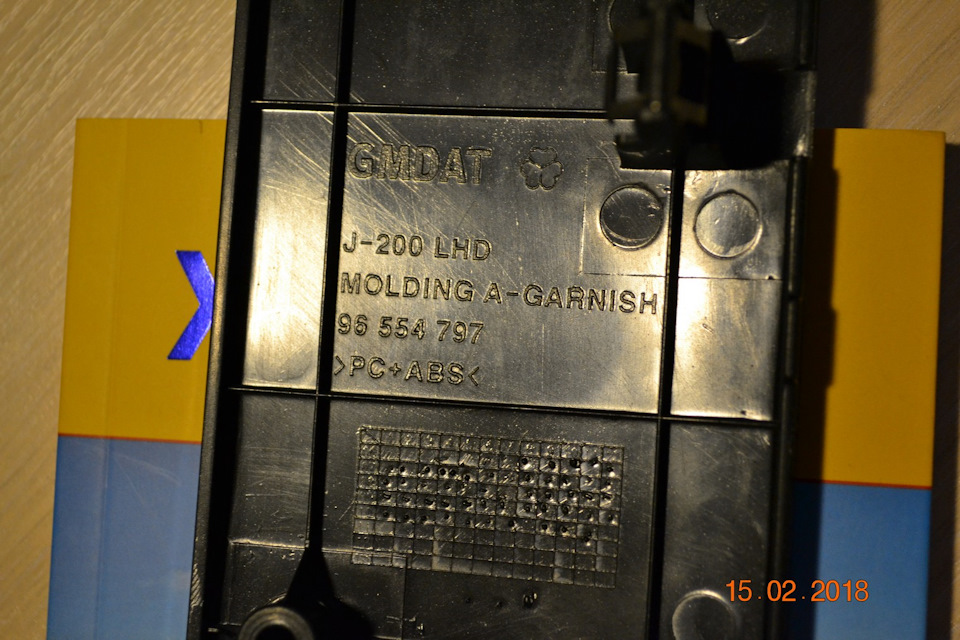 GMDAT
J-200 LHD
MOLDING A-GARNISH
96 554 797
>PC+ABS<
15.02.2018